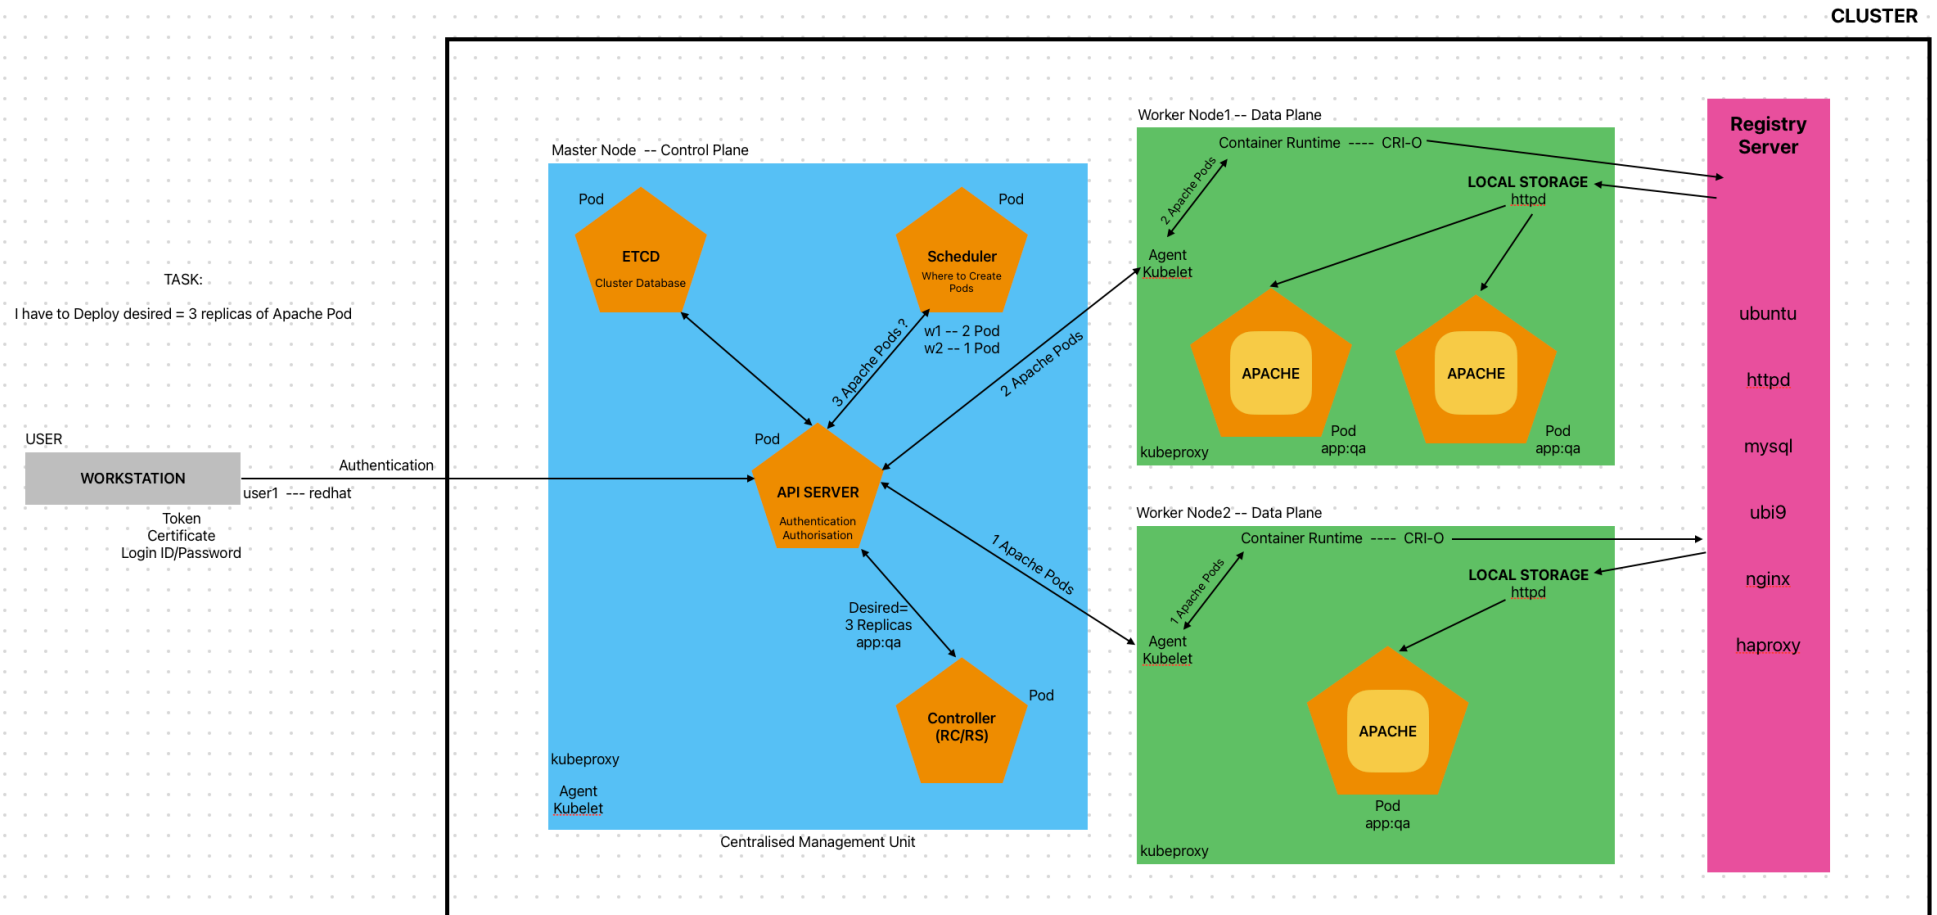 CLUSTER
TASK:
I have to Deploy desired = 3 replicas of Apache Pod
USER
WORKSTATION
Authentication
user1 --- redhat
Token
Certificate
Login ID/Password
Master Node -- Control Plane
Pod
ETCD
Cluster Database
Pod
Scheduler
Where to Create
Pods
w1 -- 2 Pod
w2 -- 1 Pod
3 Apache Pods ?
2 Apache Pods
Pod
API SERVER
Authentication
Authorisation
1 Apache Pods
Desired=
3 Replicas
app:qa
Pod
Controller
(RC/RS)
kubeproxy
Agent
Kubelet
Centralised Management Unit
Worker Node1 -- Data Plane
Container Runtime ---- CRI-O
2 Apache Pods
LOCAL STORAGE
httpd
Agent
Kubelet
APACHE
APACHE
Pod
app:qa
Pod
app:qa
kubeproxy
Worker Node2 -- Data Plane
Container Runtime ---- CRI-O
1 Apache Pods
LOCAL STORAGE
httpd
Agent
Kubelet
APACHE
Pod
app:qa
kubeproxy
Registry
Server
ubuntu
httpd
mysql
ubi9
nginx
haproxy